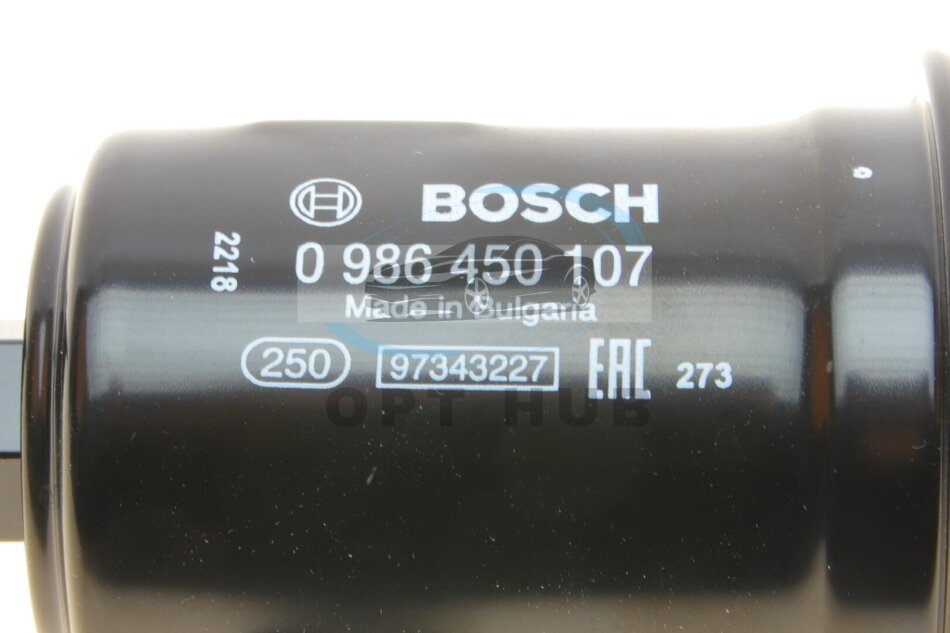 BOSCH
0 986 450 107
Made in Bulgaria
2218
250 97343227 EAC 273
OPT HUB